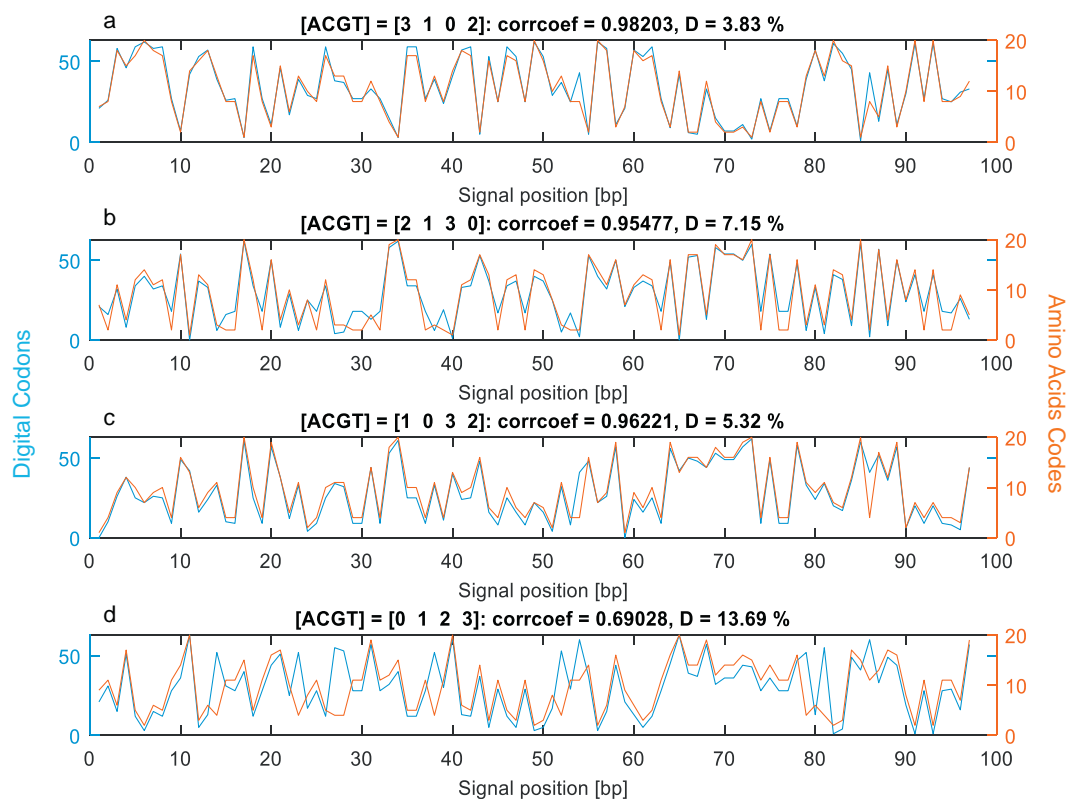 a
[ACGT] = [3 1 0 2]: corrcoef = 0.98203, D = 3.83 %
50
0
20
10
0
0 10 20 30 40 50 60 70 80 90 100
Signal position [bp]
b
[ACGT] = [2 1 3 0]: corrcoef = 0.95477, D = 7.15 %
50
0
20
10
0
0 10 20 30 40 50 60 70 80 90 100
Signal position [bp]
Digital Codons
Amino Acids Codes
c
[ACGT] = [1 0 3 2]: corrcoef = 0.96221, D = 5.32 %
50
0
20
10
0
0 10 20 30 40 50 60 70 80 90 100
Signal position [bp]
d
[ACGT] = [0 1 2 3]: corrcoef = 0.69028, D = 13.69 %
50
0
20
10
0
0 10 20 30 40 50 60 70 80 90 100
Signal position [bp]